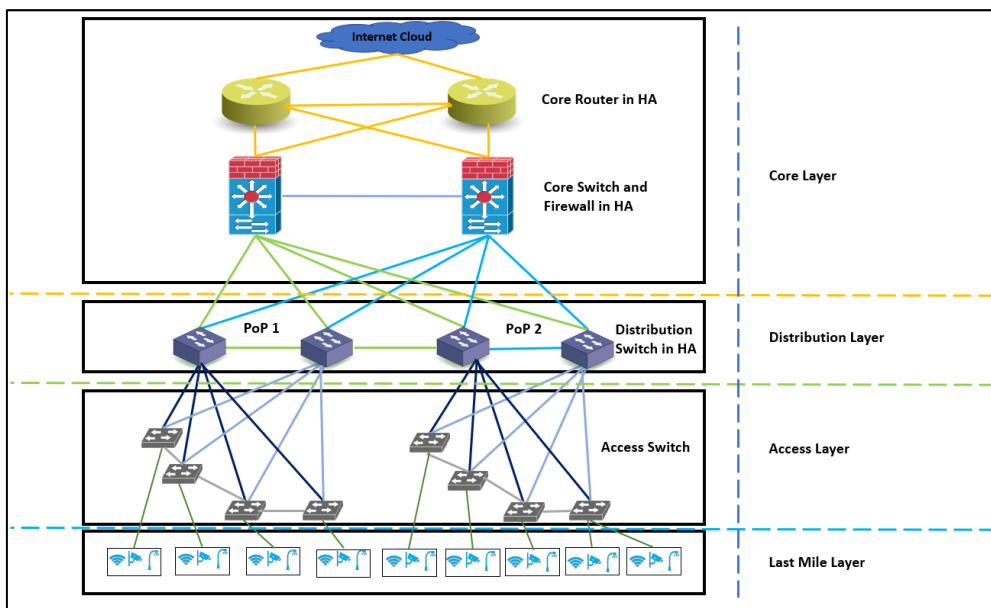 Internet Cloud
Core Router in HA
Core Switch and
Firewall in HA
Core Layer
PoP 1
PoP 2
Distribution
Switch in HA
Distribution Layer
Access Switch
Access Layer
Last Mile Layer